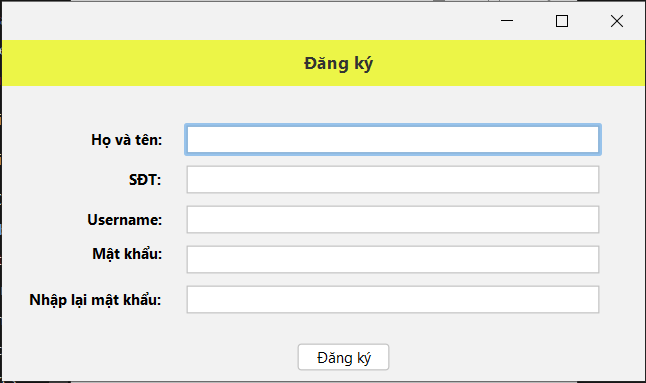 Đăng ký
Họ và tên:
SĐT:
Username:
Mật khẩu:
Nhập lại mật khẩu:
Đăng ký